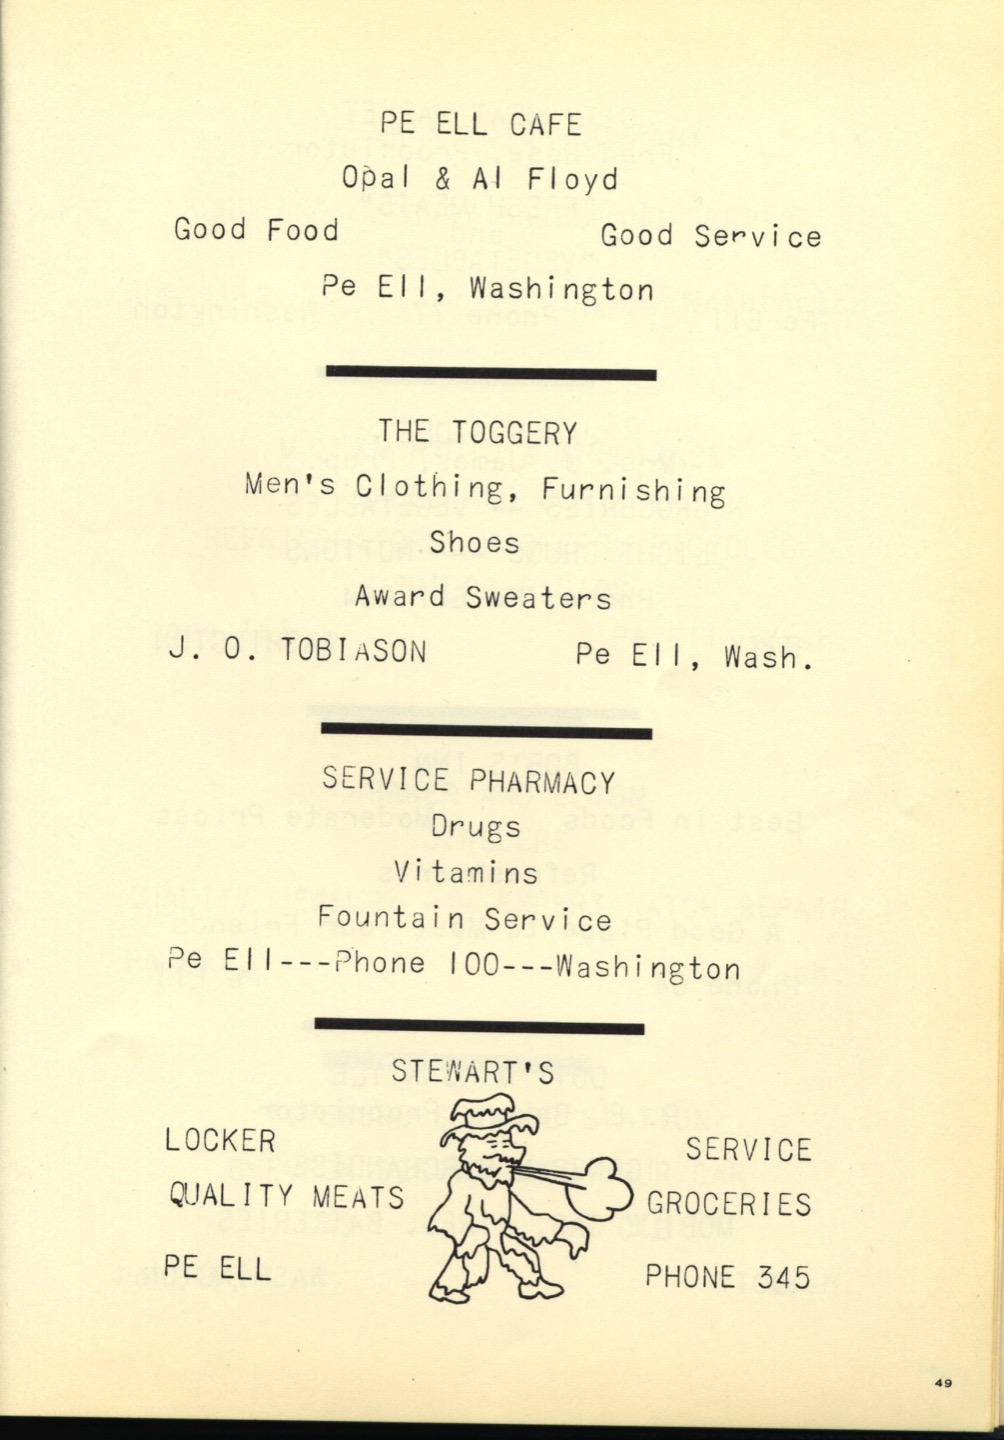 PE ELL CAFE
Opal & Al Floyd
Good Food Good Service
Pe Ell, Washington
THE TOGGERY
Men's Clothing, Furnishing
Shoes
Award Sweaters
J. O. TOBIASON Pe Ell, Wash.
SERVICE PHARMACY
Drugs
Vitamins
Fountain Service
Pe Ell---Phone 100---Washington
STEWART'S
LOCKER SERVICE
QUALITY MEATS GROCERIES
PE ELL PHONE 345
49